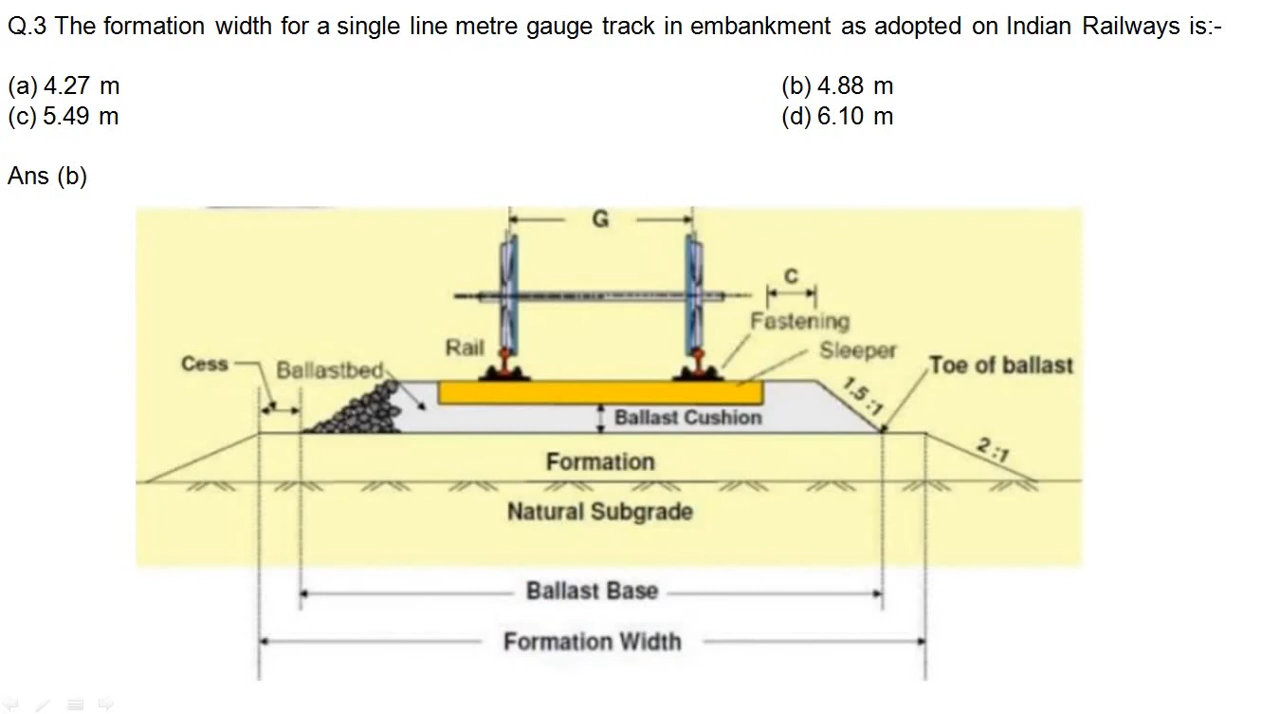 Q.3 The formation width for a single line metre gauge track in embankment as adopted on Indian Railways is:-
(a) 4.27 m (b) 4.88 m
(c) 5.49 m (d) 6.10 m
Ans (b)
G
C
Fastening
Rail
Sleeper
Cess
Ballastbed
Toe of ballast
1.5:1
Ballast Cushion
2:1
Formation
Natural Subgrade
Ballast Base
Formation Width